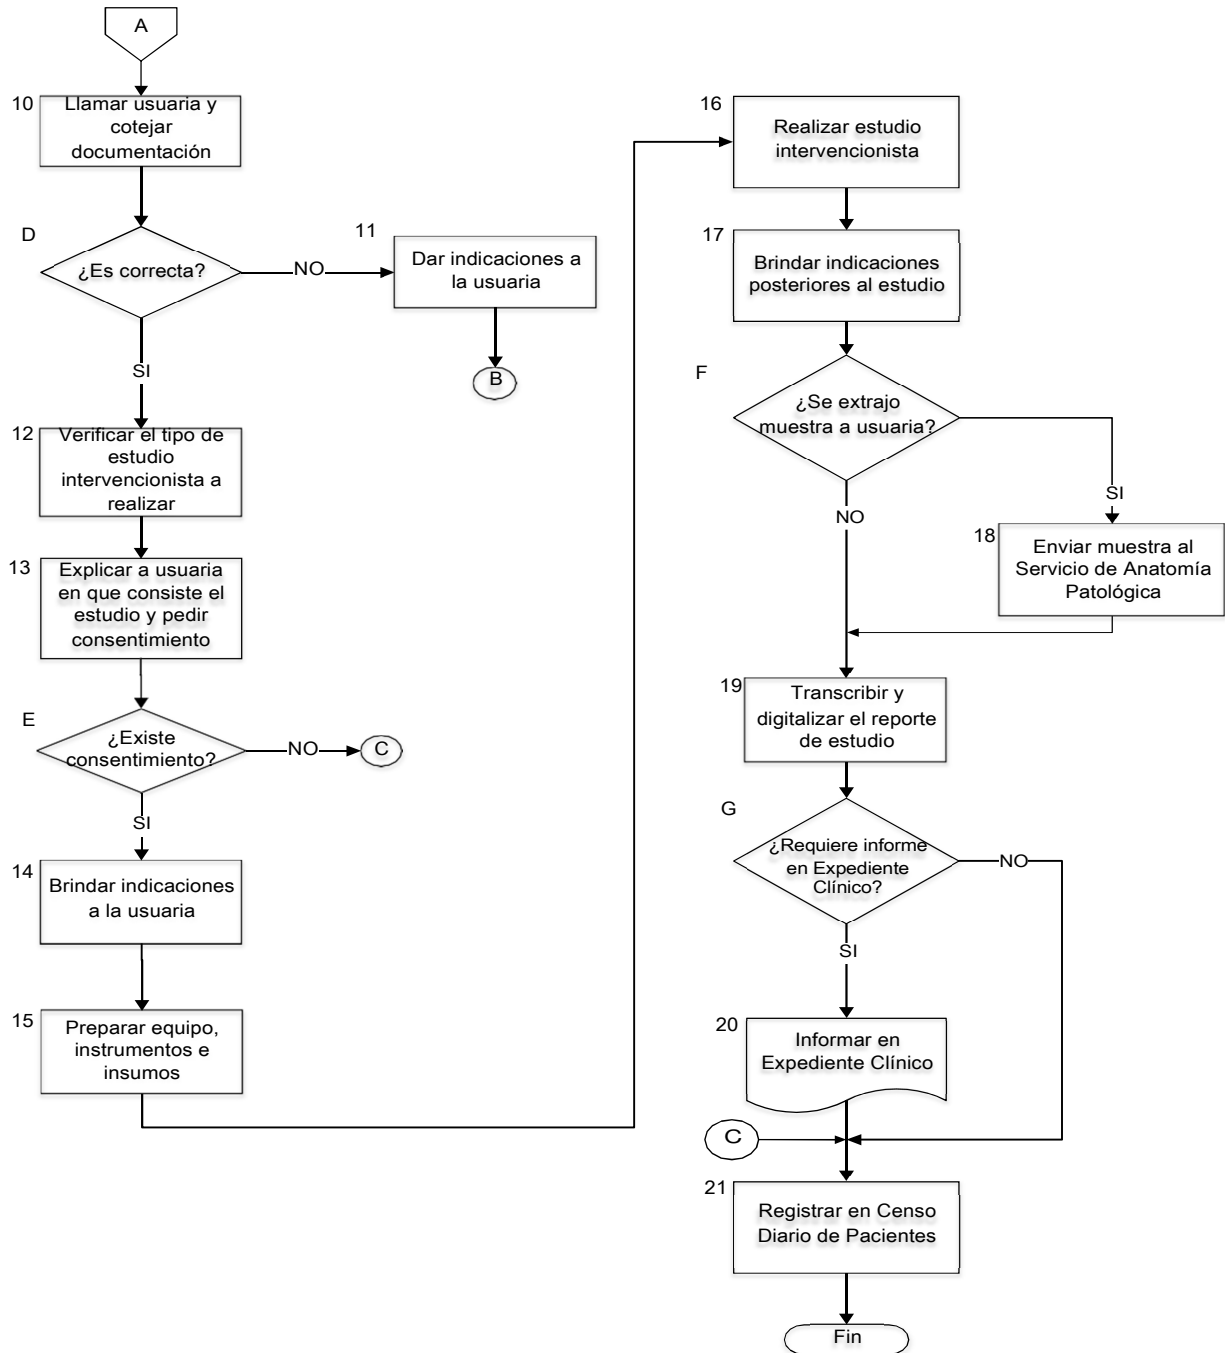 A
10
Llamar usuaria y
cotejar
documentación
D
¿Es correcta?
NO
11
Dar indicaciones a
la usuaria
B
SI
12
Verificar el tipo de
estudio
intervencionista a
realizar
13
Explicar a usuaria
en que consiste el
estudio y pedir
consentimiento
E
¿Existe
consentimiento?
NO
C
SI
14
Brindar indicaciones
a la usuaria
15
Preparar equipo,
instrumentos e
insumos
16
Realizar estudio
intervencionista
17
Brindar indicaciones
posteriores al estudio
F
¿Se extrajo
muestra a usuaria?
SI
NO
18
Enviar muestra al
Servicio de Anatomía
Patológica
19
Transcribir y
digitalizar el reporte
de estudio
G
¿Requiere informe
en Expediente
Clínico?
NO
SI
20
Informar en
Expediente Clínico
C
21
Registrar en Censo
Diario de Pacientes
Fin